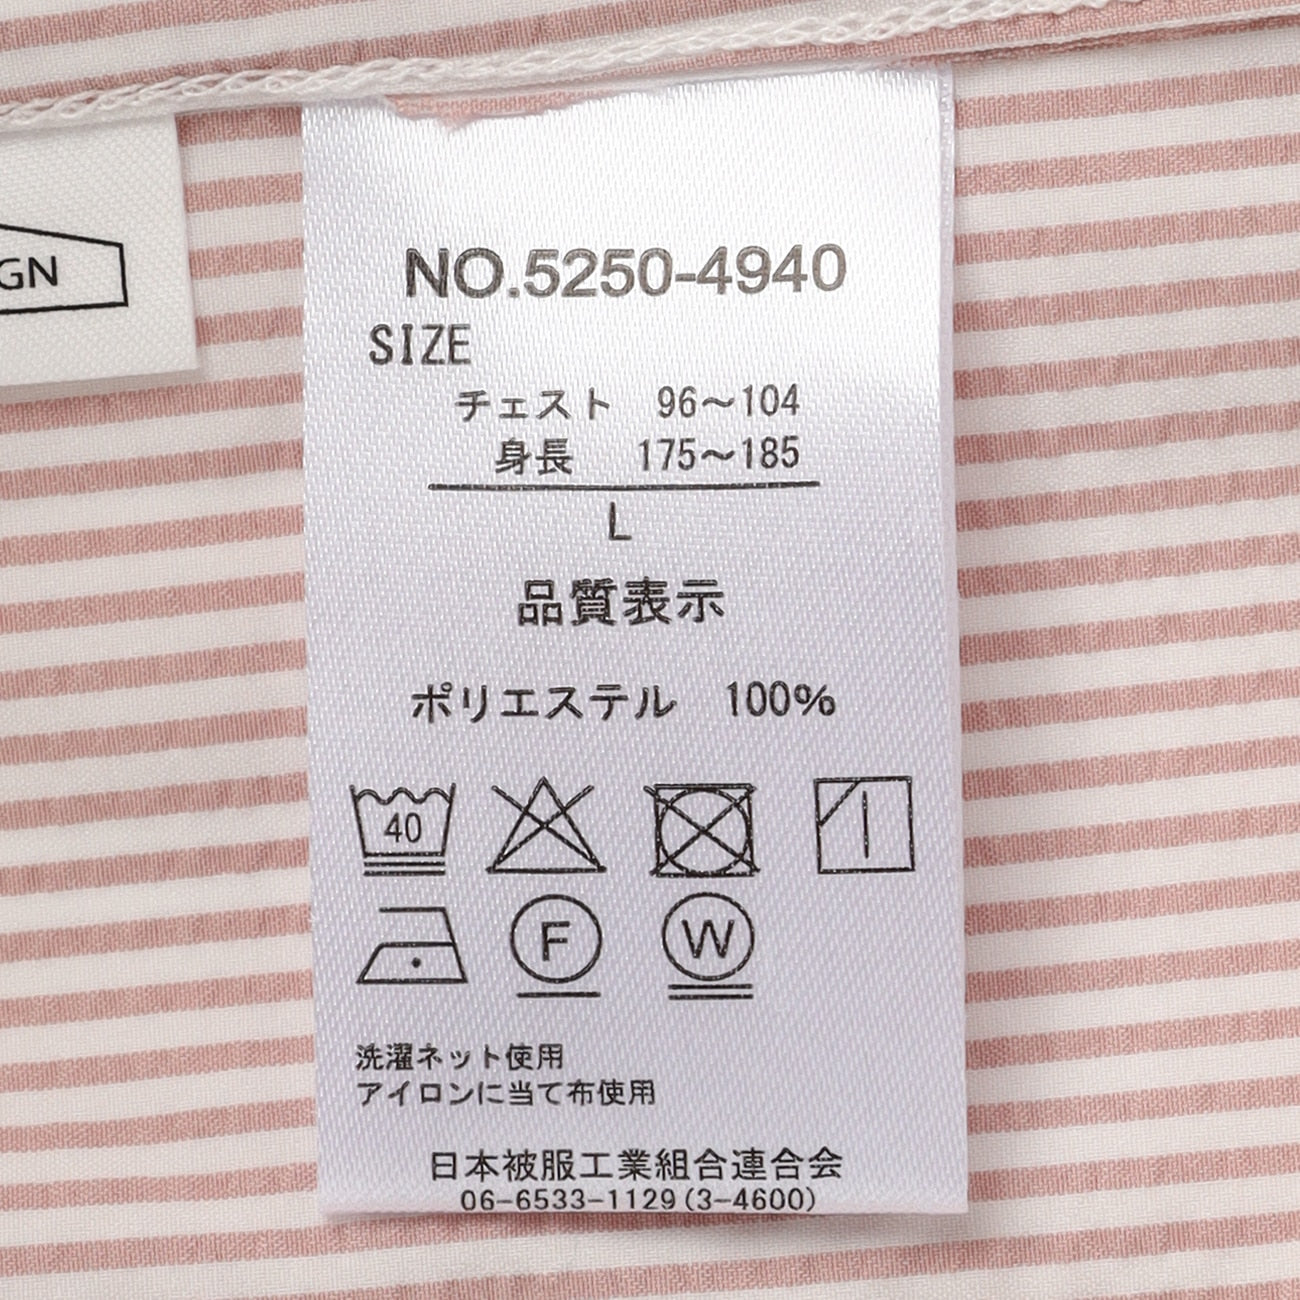 GN
NO.5250-4940
SIZE
チェスト 96～104
身長 175～185
L
品質表示
ポリエステル 100%
40
F W
洗濯ネット使用
アイロンに当て布使用
日本被服工業組合連合会
06-6533-1129(3-4600)